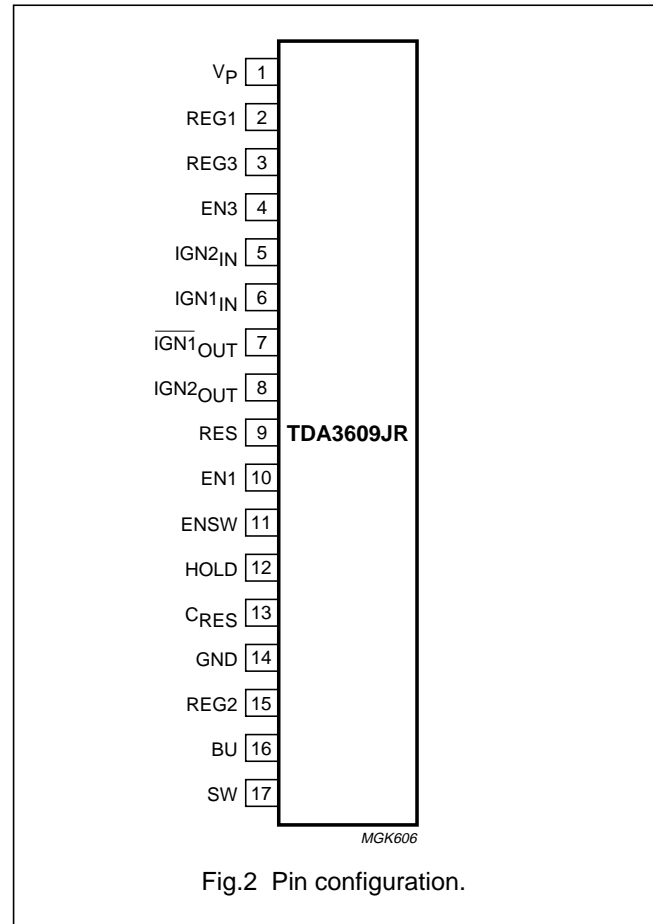 VP 1
REG1 2
REG3 3
EN3 4
IGN2IN 5
IGN1IN 6
I̅G̅N̅1̅OUT 7
IGN2OUT 8
RES 9 TDA3609JR
EN1 10
ENSW 11
HOLD 12
CRES 13
GND 14
REG2 15
BU 16
SW 17
MGK606
Fig.2 Pin configuration.